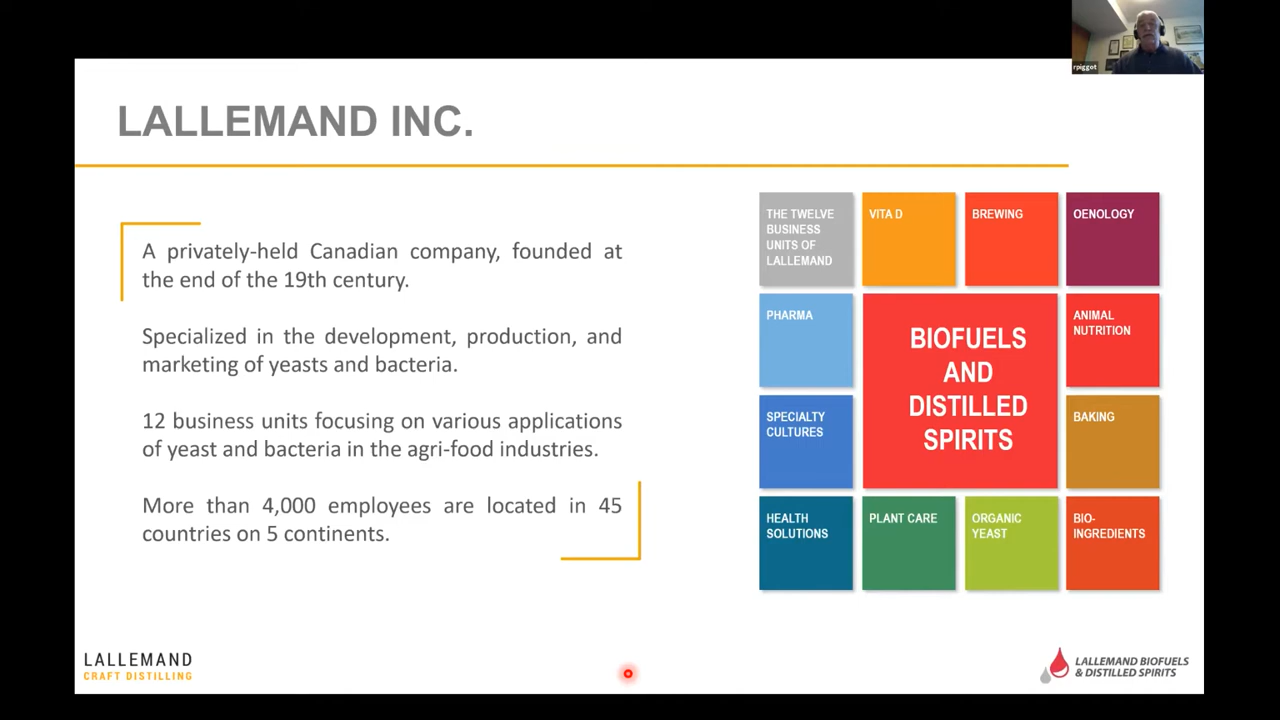 rpiggot
LALLEMAND INC.
A privately-held Canadian company, founded at
the end of the 19th century.
Specialized in the development, production, and
marketing of yeasts and bacteria.
12 business units focusing on various applications
of yeast and bacteria in the agri-food industries.
More than 4,000 employees are located in 45
countries on 5 continents.
THE TWELVE
BUSINESS
UNITS OF
LALLEMAND
VITA D
BREWING
OENOLOGY
PHARMA
BIOFUELS
AND
DISTILLED
SPIRITS
ANIMAL
NUTRITION
SPECIALTY
CULTURES
BAKING
HEALTH
SOLUTIONS
PLANT CARE
ORGANIC
YEAST
BIO-
INGREDIENTS
LALLEMAND
CRAFT DISTILLING
LALLEMAND BIOFUELS
& DISTILLED SPIRITS